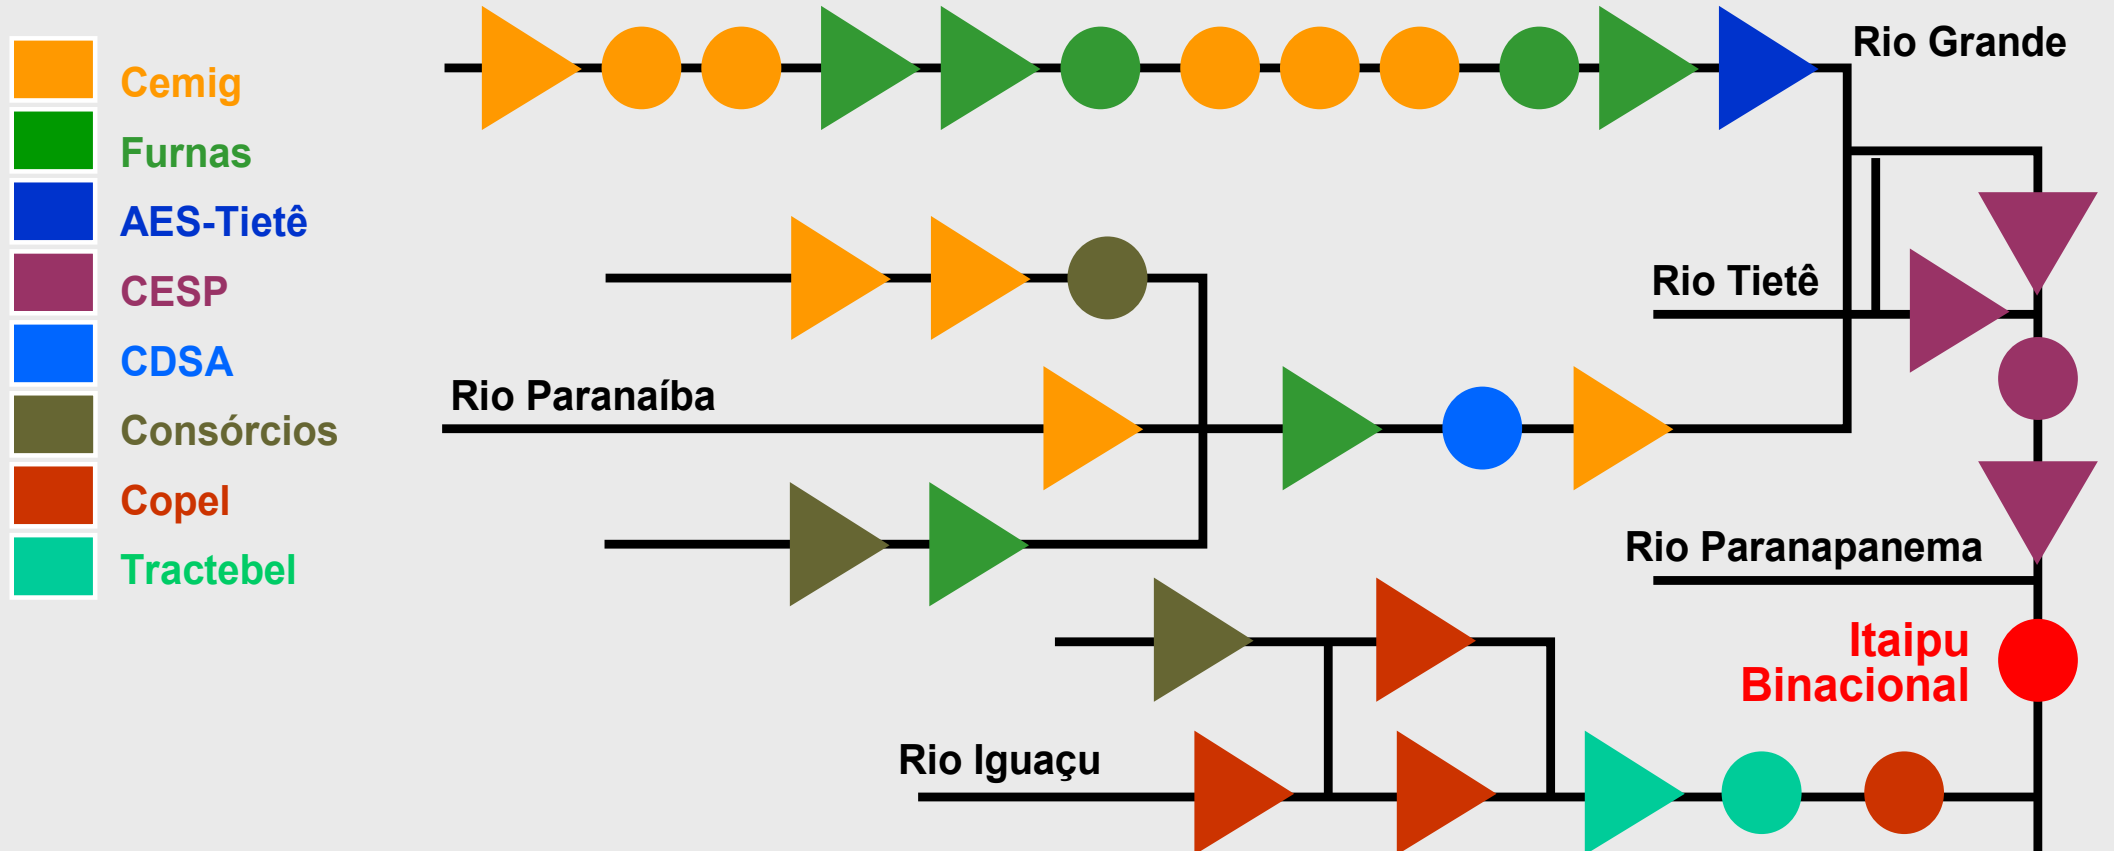 Cemig
Furnas
AES-Tietê
CESP
CDSA
Consórcios
Copel
Tractebel
Rio Grande
Rio Tietê
Rio Paranaíba
Rio Paranapanema
Itaipu
Binacional
Rio Iguaçu